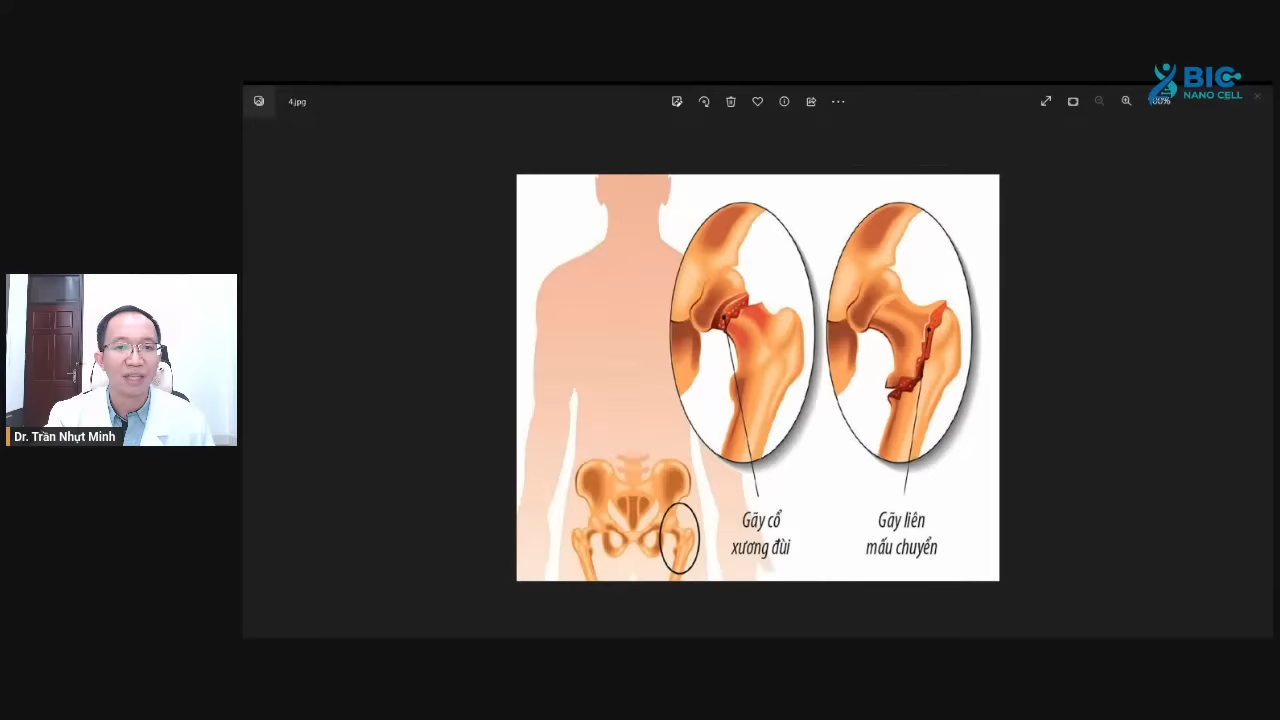 BIC
NANO CELL
4.jpg
Gãy cổ
xương đùi
Gãy liên
mấu chuyển
Dr. Trần Nhựt Minh